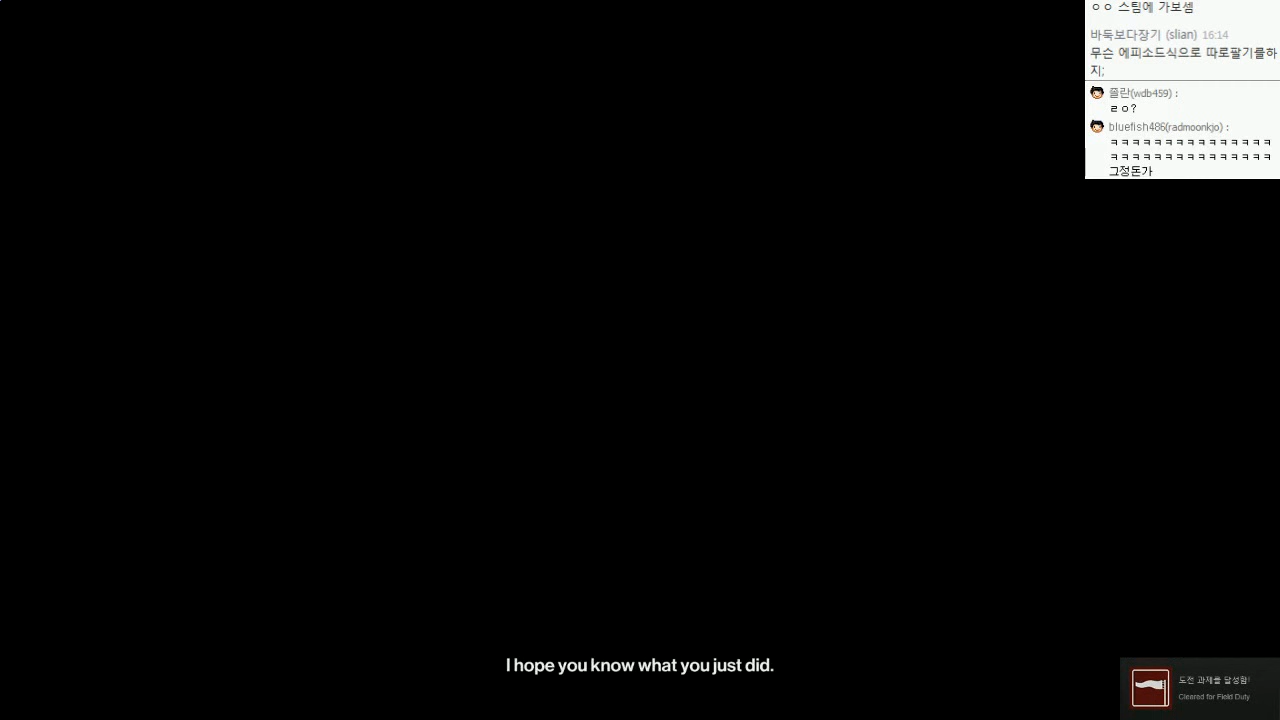 ㅇㅇ 스팀에 가보셈
바둑보다장기 (slian) 16:14
무슨 에피소드식으로 따로팔기를하
지;
쫄란(wdb459) :
ㄹㅇ?
bluefish486(radmoonkjo) :
ㅋㅋㅋㅋㅋㅋㅋㅋㅋㅋㅋㅋㅋㅋㅋ
ㅋㅋㅋㅋㅋㅋㅋㅋㅋㅋㅋㅋㅋㅋㅋ
그정돈가
I hope you know what you just did.
도전 과제를 달성함!
Cleared for Field Duty